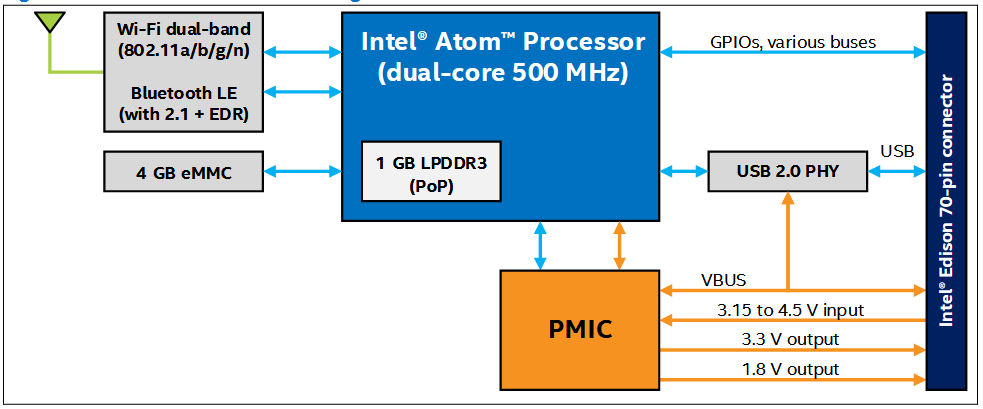 Wi-Fi dual-band
(802.11a/b/g/n)
Bluetooth LE
(with 2.1 + EDR)
4 GB eMMC
Intel® Atom™ Processor
(dual-core 500 MHz)
1 GB LPDDR3
(PoP)
GPIOs, various buses
USB 2.0 PHY
USB
PMIC
VBUS
3.15 to 4.5 V input
3.3 V output
1.8 V output
Intel® Edison 70-pin connector